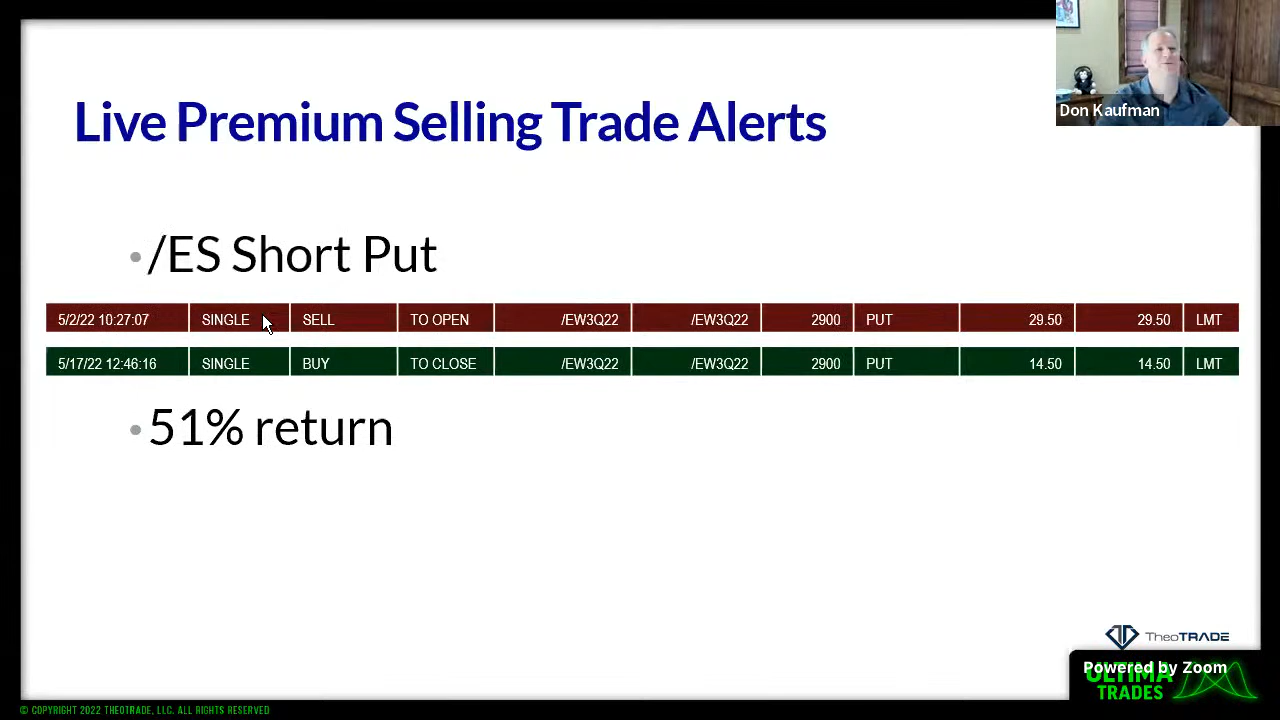 Live Premium Selling Trade Alerts
Don Kaufman
• /ES Short Put
5/2/22 10:27:07 SINGLE SELL TO OPEN /EW3Q22 /EW3Q22 2900 PUT 29.50 29.50 LMT
5/17/22 12:46:16 SINGLE BUY TO CLOSE /EW3Q22 /EW3Q22 2900 PUT 14.50 14.50 LMT
• 51% return
TheoTRADE
Powered by Zoom
ULTIMA
TRADES
© COPYRIGHT 2022 THEOTRADE, LLC. ALL RIGHTS RESERVED